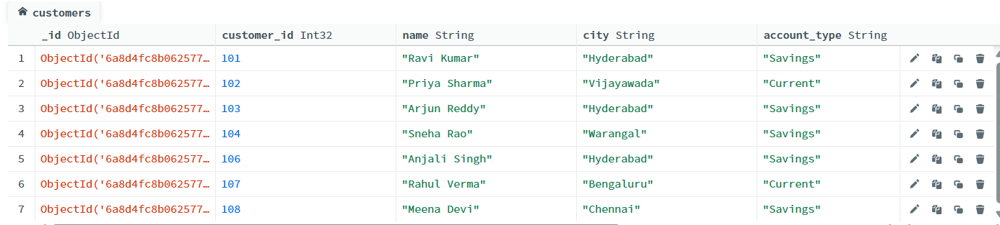 customers
_id ObjectId customer_id Int32 name String city String account_type String
1 ObjectId('6a8d4fc8b062577… 101 "Ravi Kumar" "Hyderabad" "Savings"
2 ObjectId('6a8d4fc8b062577… 102 "Priya Sharma" "Vijayawada" "Current"
3 ObjectId('6a8d4fc8b062577… 103 "Arjun Reddy" "Hyderabad" "Savings"
4 ObjectId('6a8d4fc8b062577… 104 "Sneha Rao" "Warangal" "Savings"
5 ObjectId('6a8d4fc8b062577… 106 "Anjali Singh" "Hyderabad" "Savings"
6 ObjectId('6a8d4fc8b062577… 107 "Rahul Verma" "Bengaluru" "Current"
7 ObjectId('6a8d4fc8b062577… 108 "Meena Devi" "Chennai" "Savings"